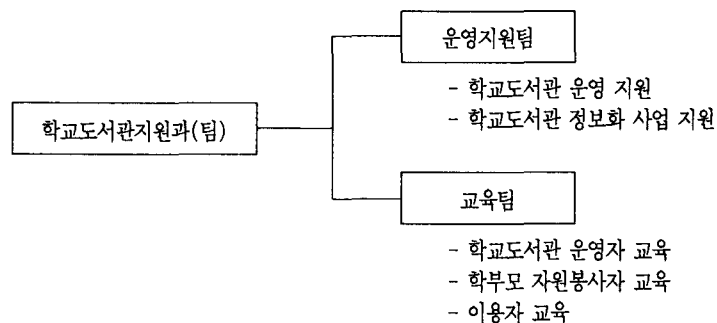 운영지원팀
- 학교도서관 운영 지원
- 학교도서관 정보화 사업 지원
학교도서관지원과(팀)
교육팀
- 학교도서관 운영자 교육
- 학부모 자원봉사자 교육
- 이용자 교육